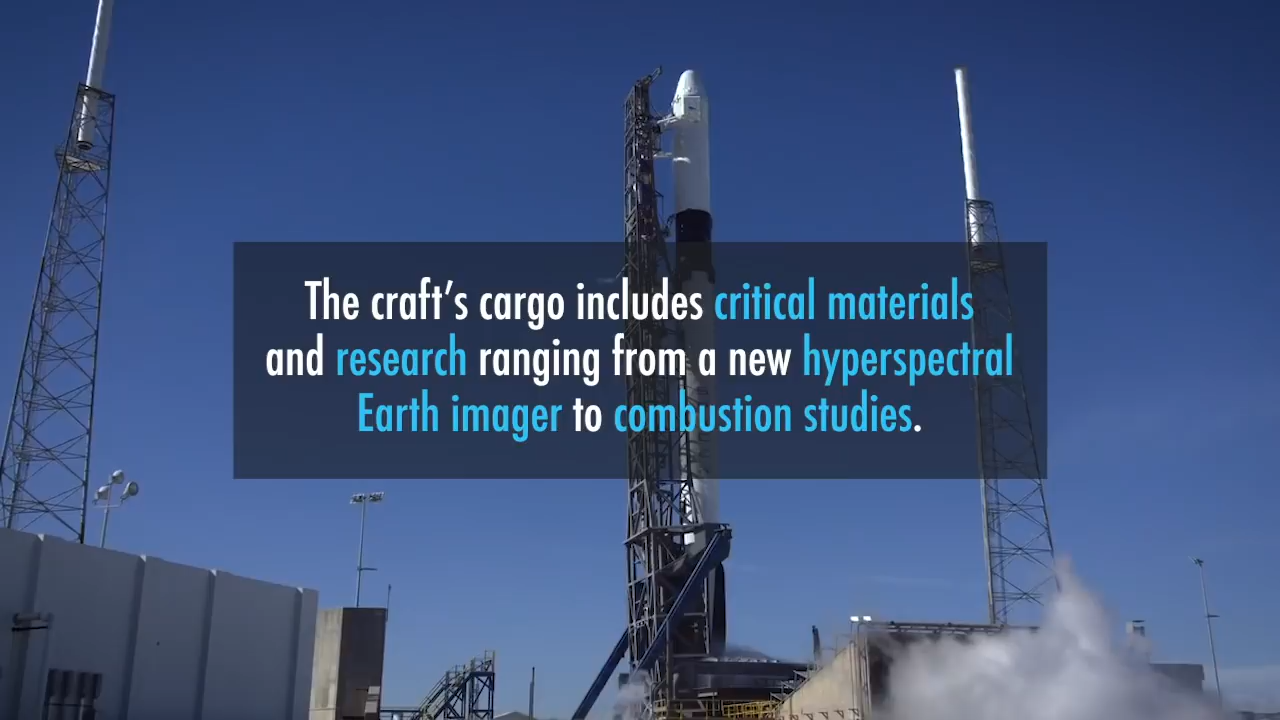 The craft’s cargo includes critical materials
and research ranging from a new hyperspectral
Earth imager to combustion studies.